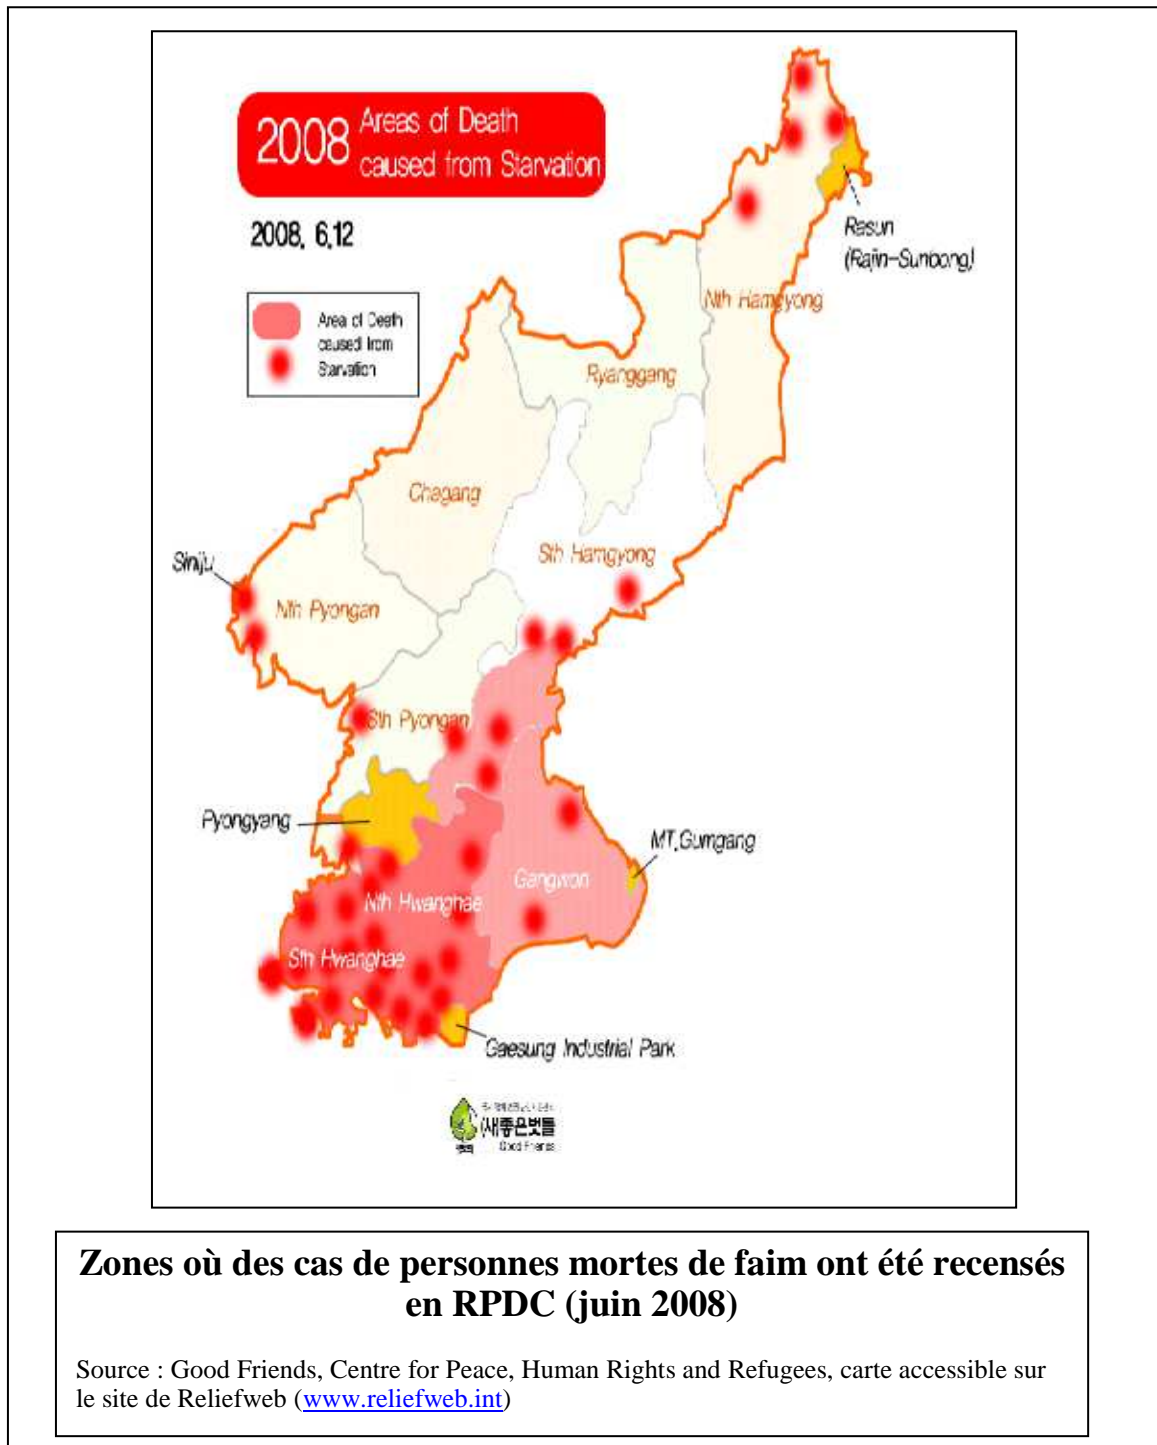 2008 Areas of Death
caused from Starvation
2008. 6.12
Area of Death
caused from
Starvation
Rasun
(Rajin-Sunbong)
Nth Hamgyong
Ryanggang
Chagang
Sth Hamgyong
Siniju
Nth Pyongan
Sth Pyongan
Pyongyang
MT.Gumgang
Gangwon
Nth Hwanghae
Sth Hwanghae
Gaesung Industrial Park
좋은벗들
Good Friends
Zones où des cas de personnes mortes de faim ont été recensés
en RPDC (juin 2008)
Source : Good Friends, Centre for Peace, Human Rights and Refugees, carte accessible sur
le site de Reliefweb (www.reliefweb.int)